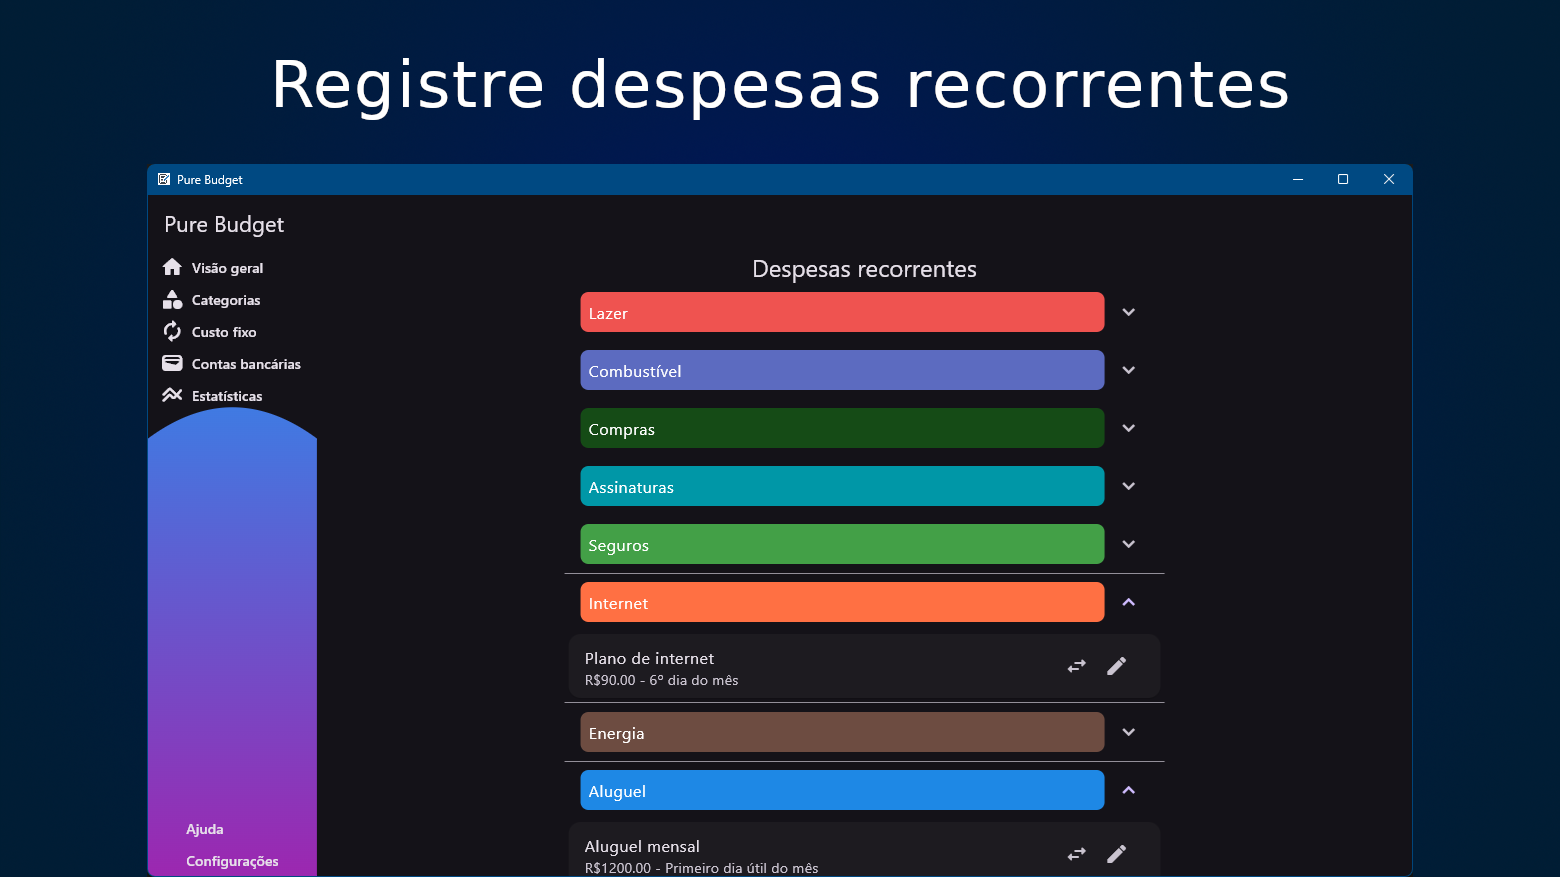 Registre despesas recorrentes
Pure Budget
Pure Budget
Visão geral
Categorias
Custo fixo
Contas bancárias
Estatísticas
Ajuda
Configurações
Despesas recorrentes
Lazer
Combustível
Compras
Assinaturas
Seguros
Internet
Plano de internet
R$90.00 - 6º dia do mês
Energia
Aluguel
Aluguel mensal
R$1200.00 - Primeiro dia útil do mês